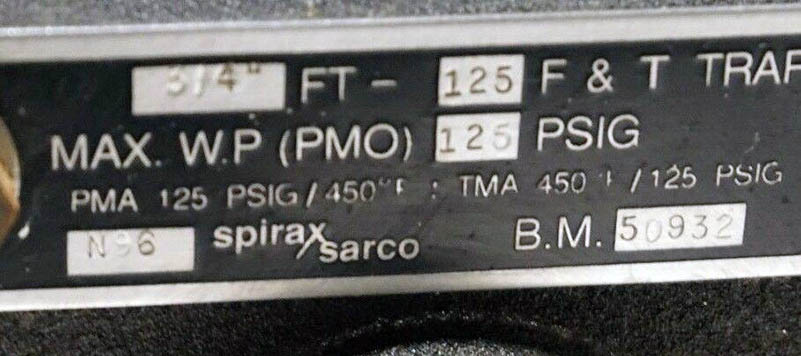 3/4" FT - 125 F & T TRAP
MAX. W.P (PMO) 125 PSIG
PMA 125 PSIG/450°F : TMA 450°F/125 PSIG
N96 spirax sarco B.M. 50932